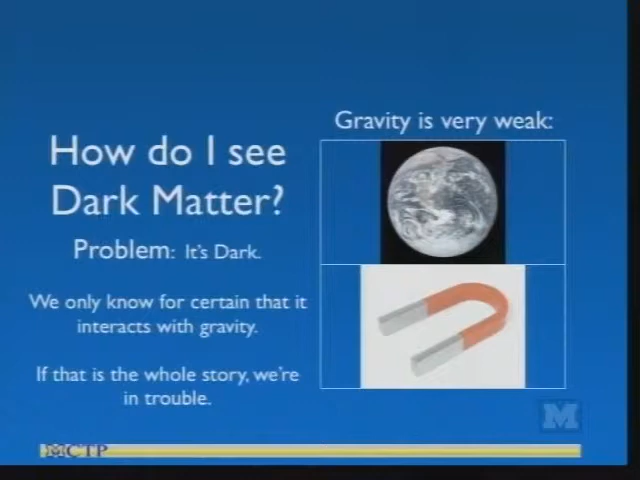 How do I see
Dark Matter?
Problem: It's Dark.
We only know for certain that it
interacts with gravity.
If that is the whole story, we're
in trouble.
Gravity is very weak:
M
MCTP